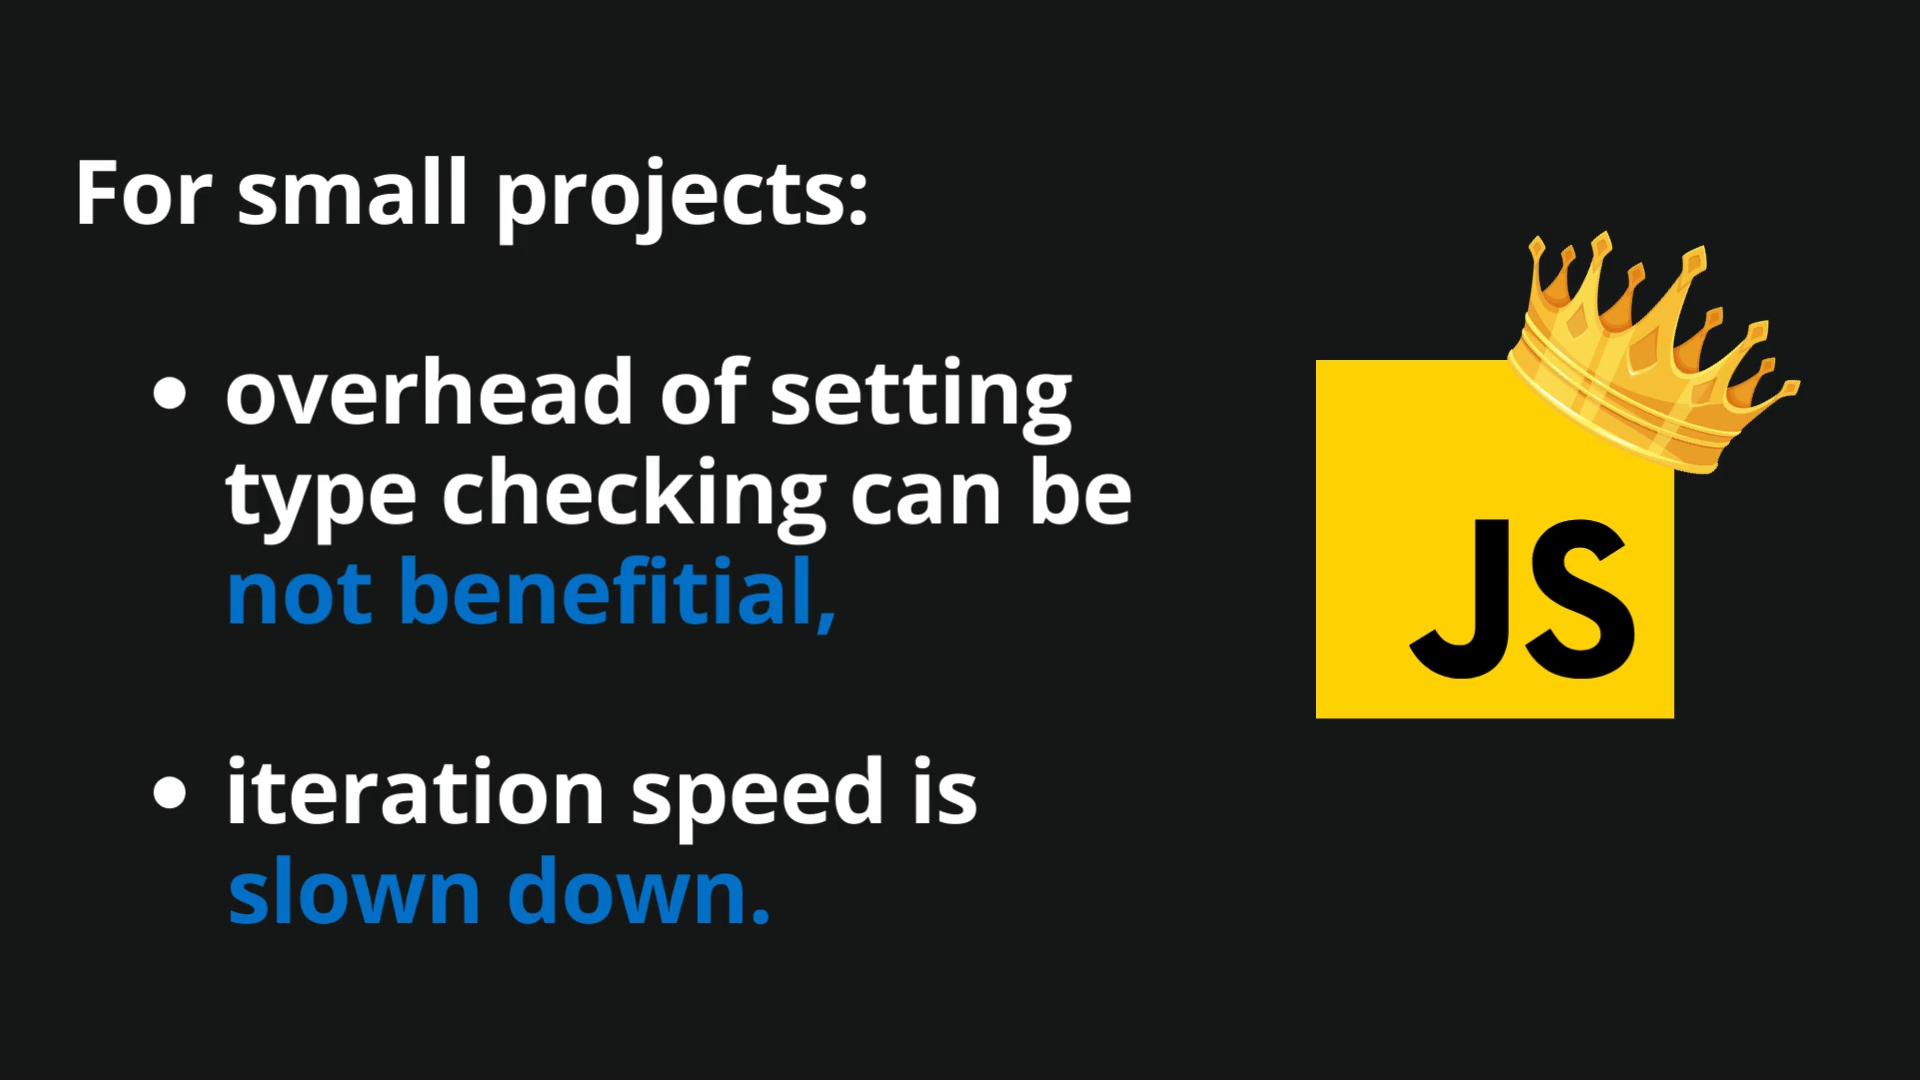 For small projects:
• overhead of setting
type checking can be
not benefitial,
• iteration speed is
slown down.
JS